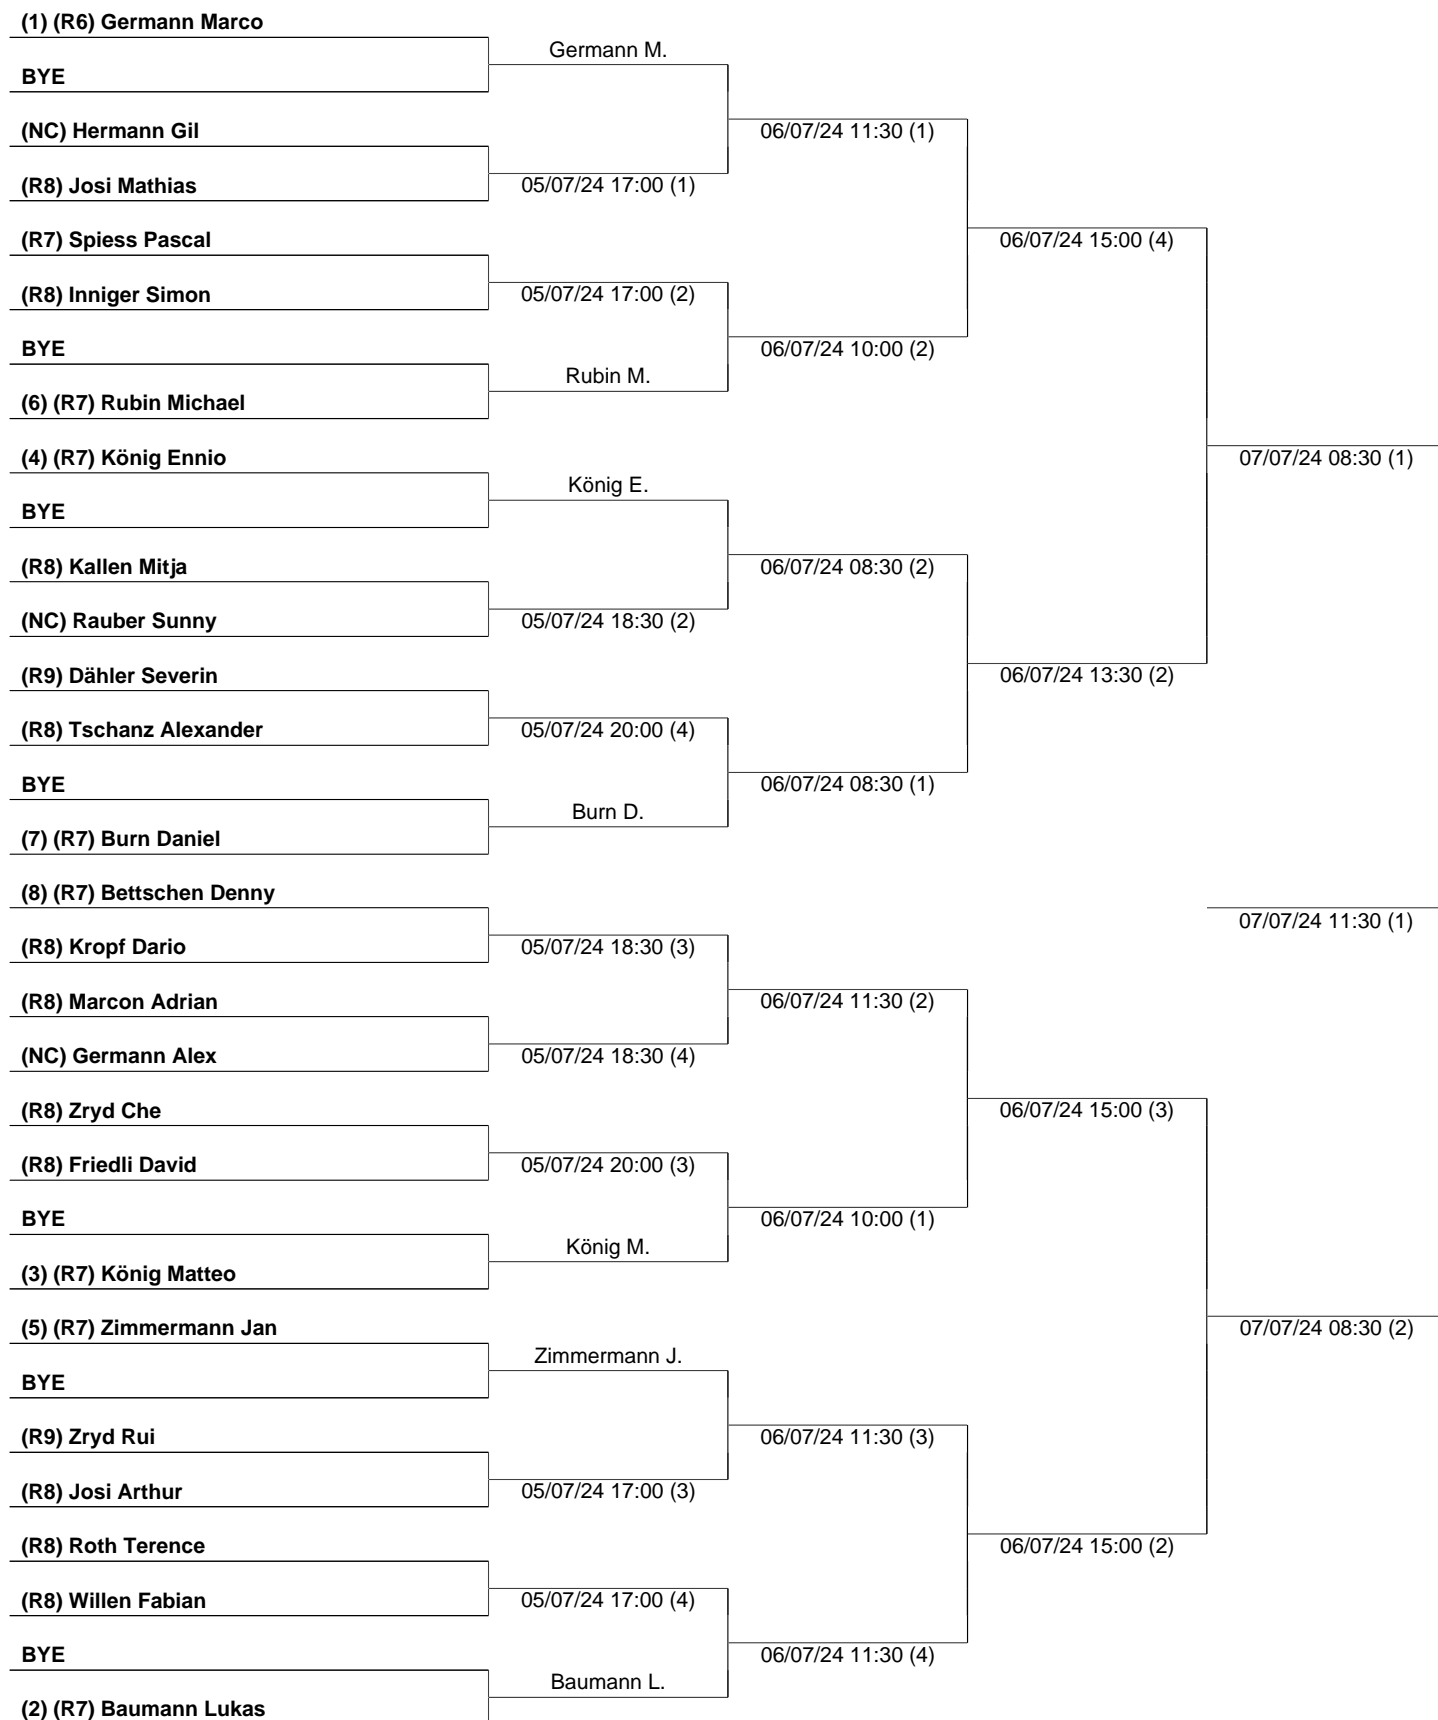 (1) (R6) Germann Marco
Germann M.
BYE
(NC) Hermann Gil
06/07/24 11:30 (1)
(R8) Josi Mathias
05/07/24 17:00 (1)
(R7) Spiess Pascal
06/07/24 15:00 (4)
(R8) Inniger Simon
05/07/24 17:00 (2)
BYE
06/07/24 10:00 (2)
Rubin M.
(6) (R7) Rubin Michael
(4) (R7) König Ennio
07/07/24 08:30 (1)
König E.
BYE
(R8) Kallen Mitja
06/07/24 08:30 (2)
(NC) Rauber Sunny
05/07/24 18:30 (2)
(R9) Dähler Severin
06/07/24 13:30 (2)
(R8) Tschanz Alexander
05/07/24 20:00 (4)
BYE
06/07/24 08:30 (1)
Burn D.
(7) (R7) Burn Daniel
(8) (R7) Bettschen Denny
07/07/24 11:30 (1)
(R8) Kropf Dario
05/07/24 18:30 (3)
(R8) Marcon Adrian
06/07/24 11:30 (2)
(NC) Germann Alex
05/07/24 18:30 (4)
(R8) Zryd Che
06/07/24 15:00 (3)
(R8) Friedli David
05/07/24 20:00 (3)
BYE
06/07/24 10:00 (1)
König M.
(3) (R7) König Matteo
(5) (R7) Zimmermann Jan
07/07/24 08:30 (2)
Zimmermann J.
BYE
(R9) Zryd Rui
06/07/24 11:30 (3)
(R8) Josi Arthur
05/07/24 17:00 (3)
(R8) Roth Terence
06/07/24 15:00 (2)
(R8) Willen Fabian
05/07/24 17:00 (4)
BYE
06/07/24 11:30 (4)
Baumann L.
(2) (R7) Baumann Lukas